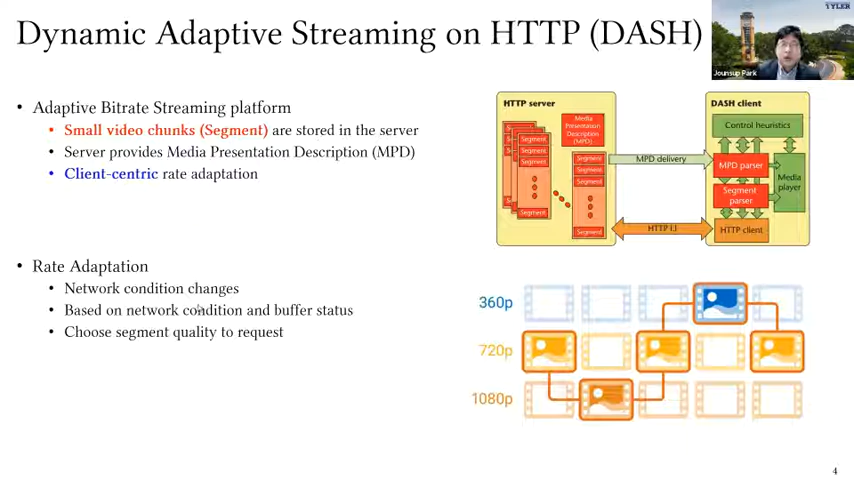 Dynamic Adaptive Streaming on HTTP (DASH)
TYLER
Jounsup Park
• Adaptive Bitrate Streaming platform
• Small video chunks (Segment) are stored in the server
• Server provides Media Presentation Description (MPD)
• Client-centric rate adaptation
• Rate Adaptation
• Network condition changes
• Based on network condition and buffer status
• Choose segment quality to request
HTTP server
Media
Presentation
Description
(MPD)
Segment
Segment
Segment
Segment
Segment
Segment
Segment
Segment
MPD delivery
HTTP 1.1
DASH client
Control heuristics
MPD parser
Segment
parser
Media
player
HTTP client
360p
720p
1080p
4